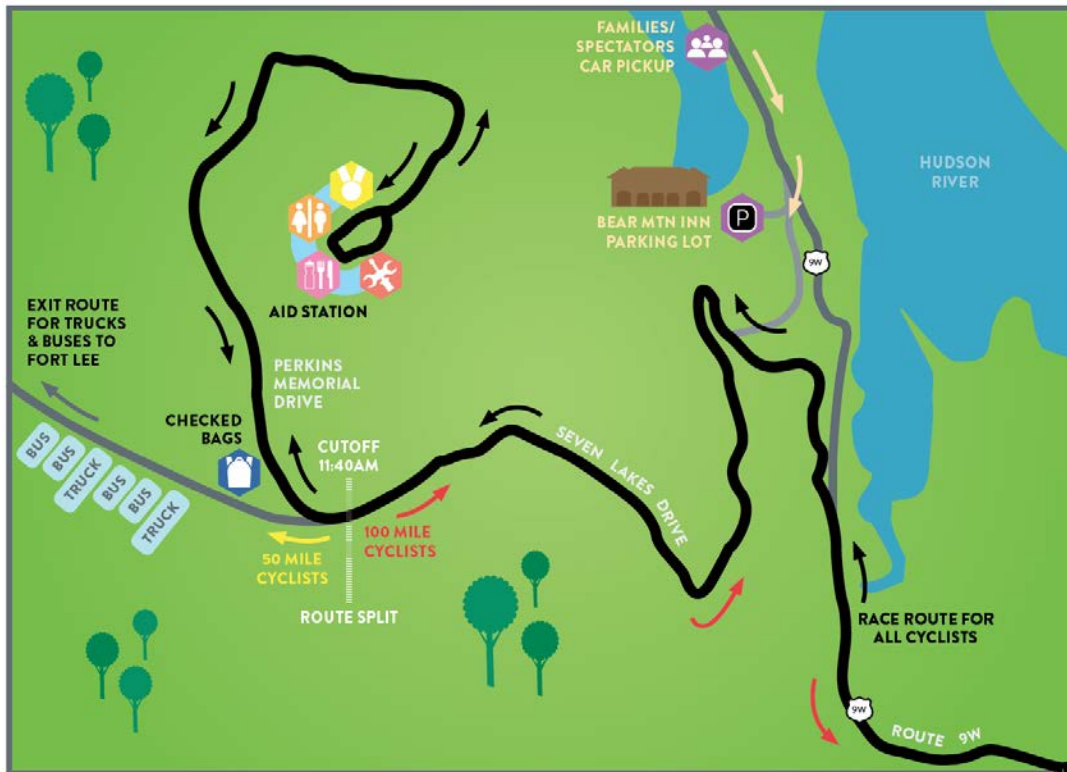 FAMILIES/
SPECTATORS
CAR PICKUP
HUDSON
RIVER
P
BEAR MTN INN
PARKING LOT
9W
AID STATION
EXIT ROUTE
FOR TRUCKS
& BUSES TO
FORT LEE
PERKINS
MEMORIAL
DRIVE
CHECKED
BAGS
CUTOFF
11:40AM
SEVEN LAKES DRIVE
BUS
BUS
TRUCK
BUS
BUS
TRUCK
100 MILE
CYCLISTS
50 MILE
CYCLISTS
ROUTE SPLIT
RACE ROUTE FOR
ALL CYCLISTS
9W
ROUTE 9W